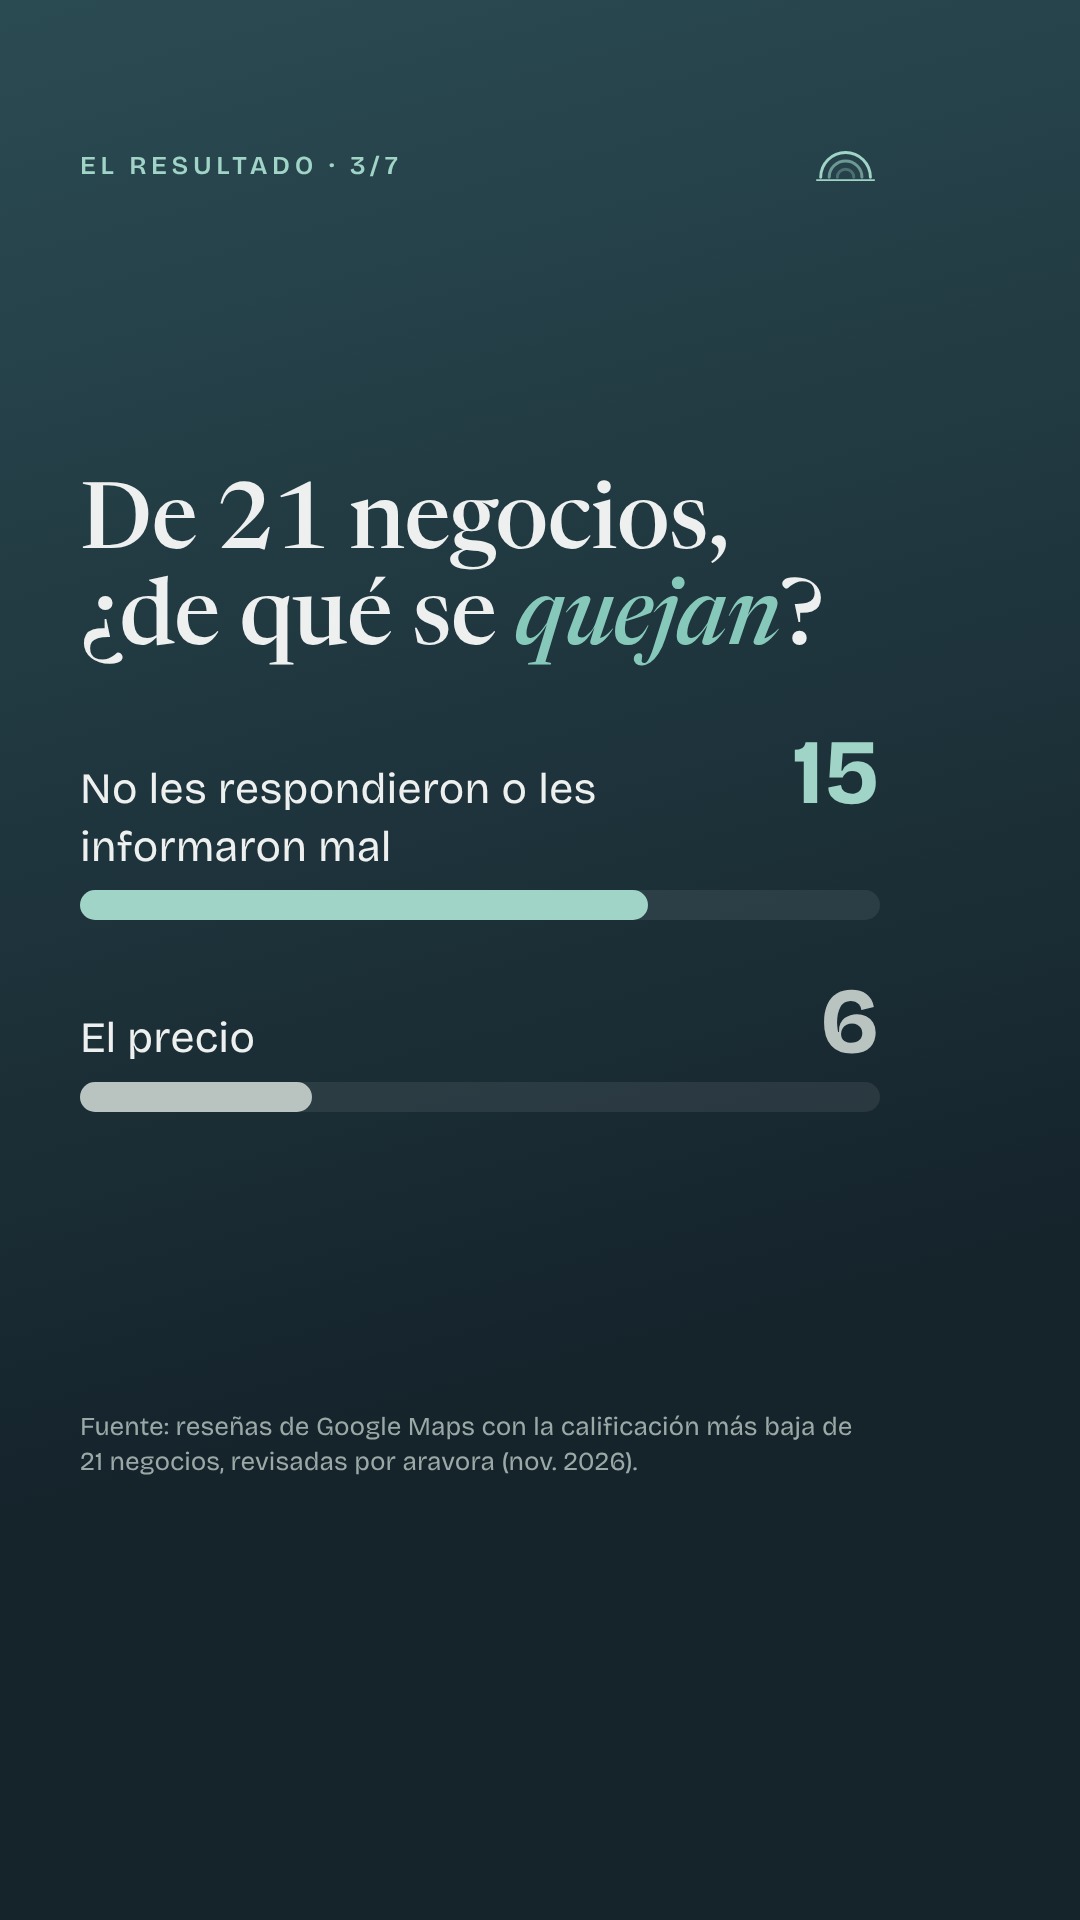 EL RESULTADO · 3/7
De 21 negocios,
¿de qué se quejan?
No les respondieron o les
informaron mal
15
El precio
6
Fuente: reseñas de Google Maps con la calificación más baja de
21 negocios, revisadas por aravora (nov. 2026).